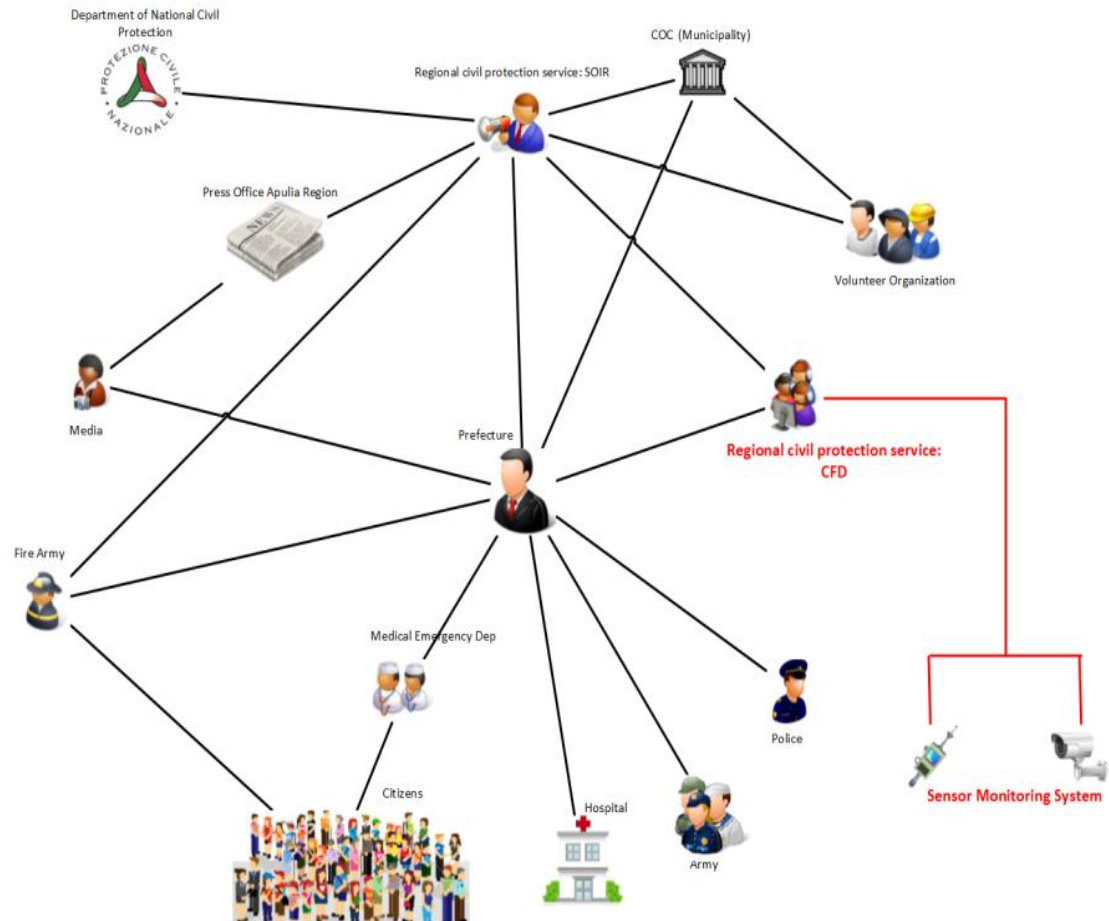 Department of National Civil
Protection
PROTEZIONE CIVILE
NAZIONALE
COC (Municipality)
Regional civil protection service: SOIR
Press Office Apulia Region
NEWS
Volunteer Organization
Media
Prefecture
Regional civil protection service:
CFD
Fire Army
Medical Emergency Dep
Police
Sensor Monitoring System
Citizens
Hospital
Army